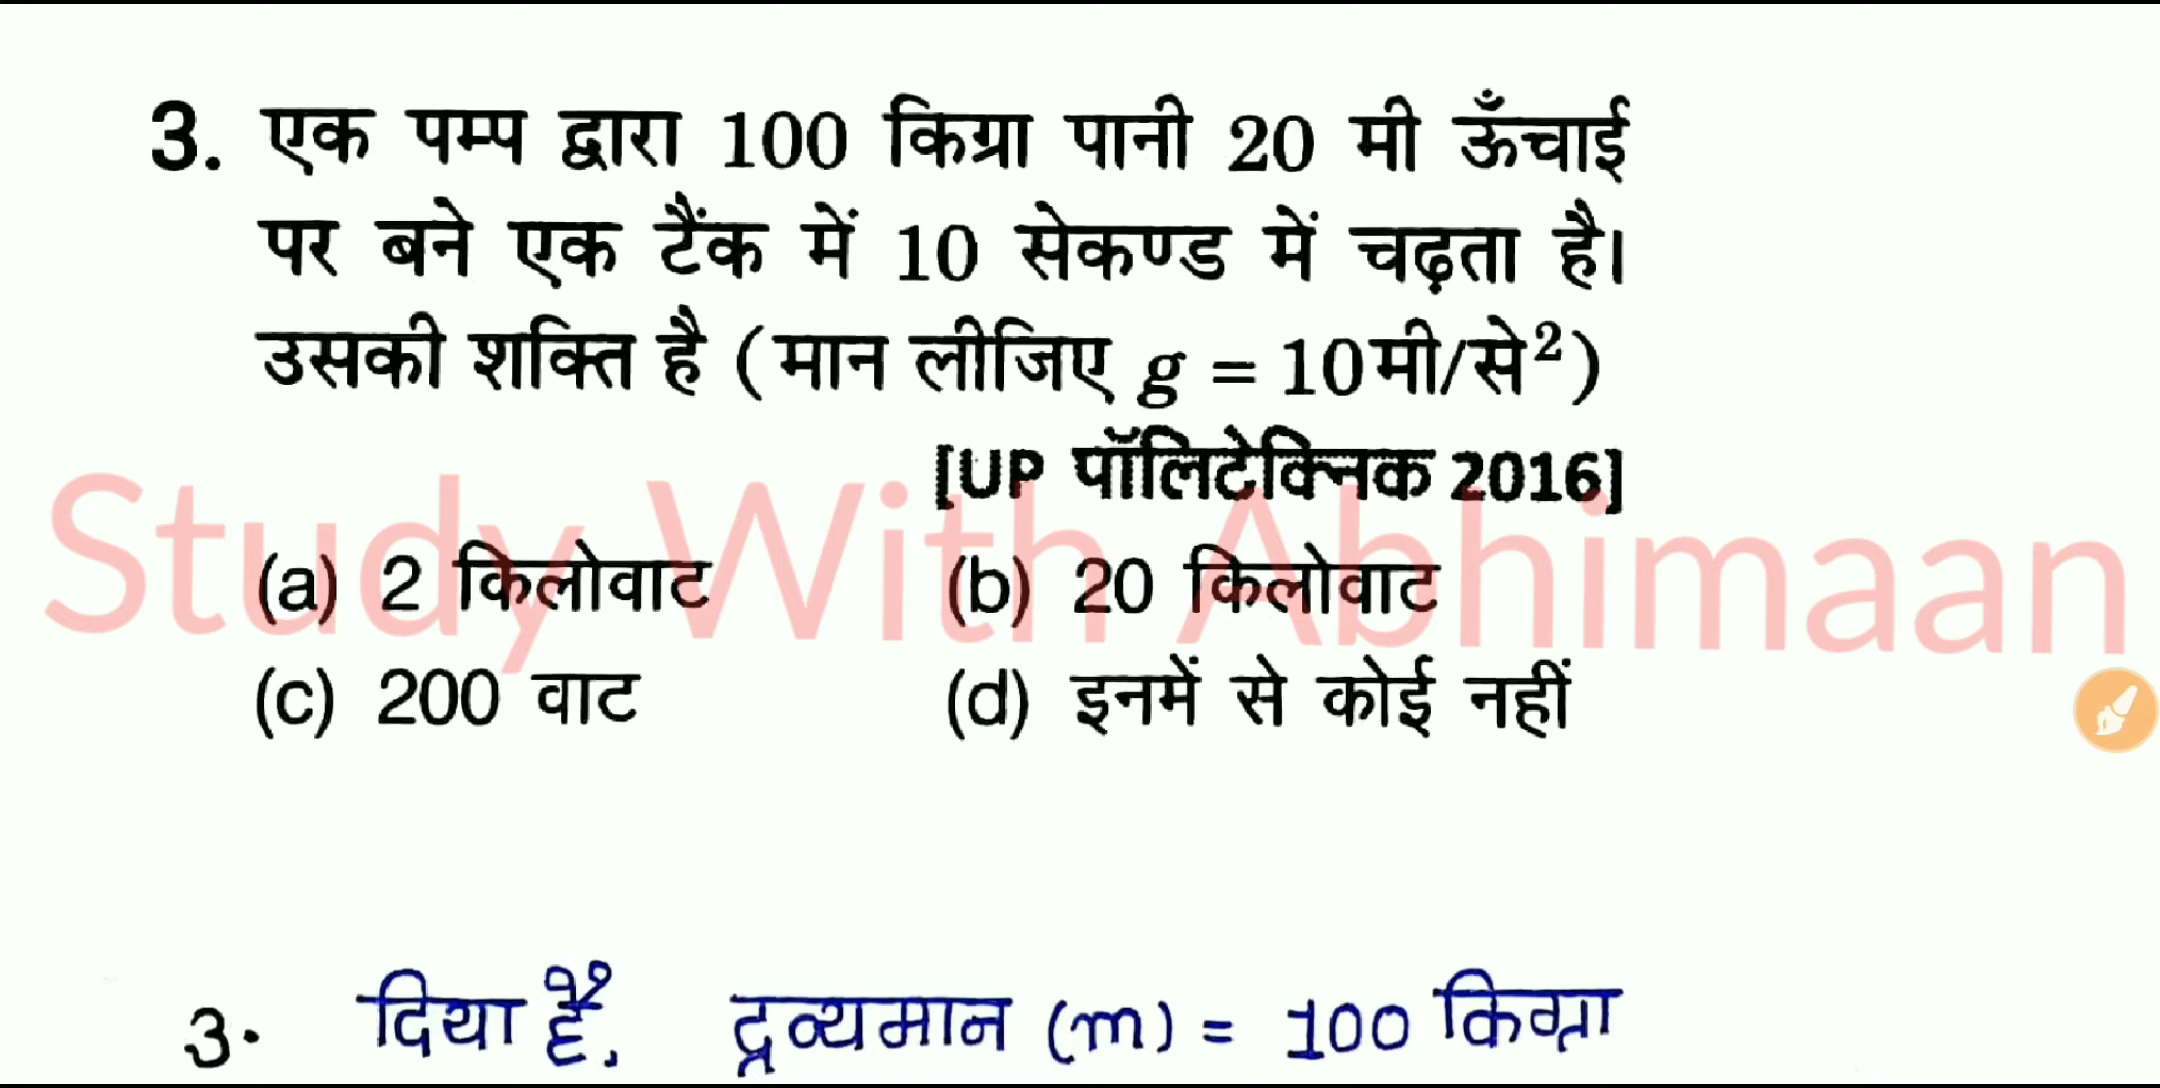 3. एक पम्प द्वारा 100 किग्रा पानी 20 मी ऊँचाई
पर बने एक टैंक में 10 सेकण्ड में चढ़ता है।
उसकी शक्ति है (मान लीजिए g = 10मी/से²)
[UP पॉलिटेक्निक 2016]
Study With Abhimaan
(a) 2 किलोवाट (b) 20 किलोवाट
(c) 200 वाट (d) इनमें से कोई नहीं
3. दिया है, द्रव्यमान (m) = 100 किग्रा